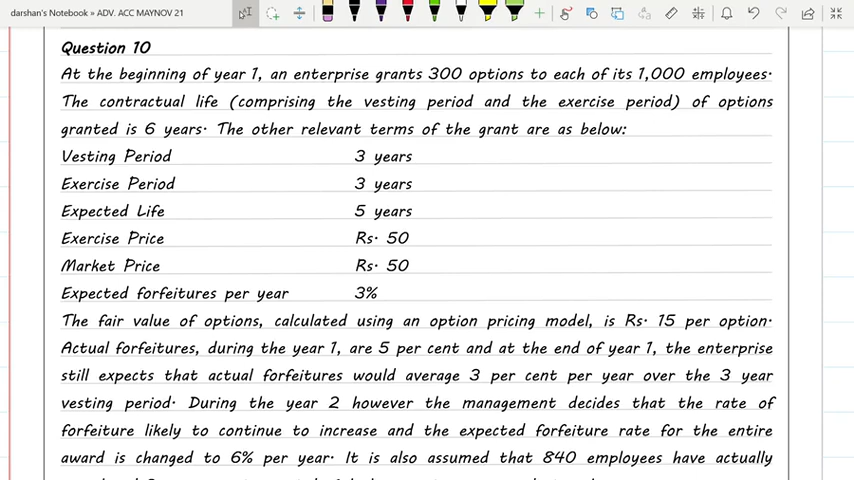 darshan's Notebook » ADV. ACC MAYNOV 21
Question 10
At the beginning of year 1, an enterprise grants 300 options to each of its 1,000 employees.
The contractual life (comprising the vesting period and the exercise period) of options
granted is 6 years. The other relevant terms of the grant are as below:
Vesting Period 3 years
Exercise Period 3 years
Expected Life 5 years
Exercise Price Rs. 50
Market Price Rs. 50
Expected forfeitures per year 3%
The fair value of options, calculated using an option pricing model, is Rs. 15 per option.
Actual forfeitures, during the year 1, are 5 per cent and at the end of year 1, the enterprise
still expects that actual forfeitures would average 3 per cent per year over the 3 year
vesting period. During the year 2 however the management decides that the rate of
forfeiture likely to continue to increase and the expected forfeiture rate for the entire
award is changed to 6% per year. It is also assumed that 840 employees have actually